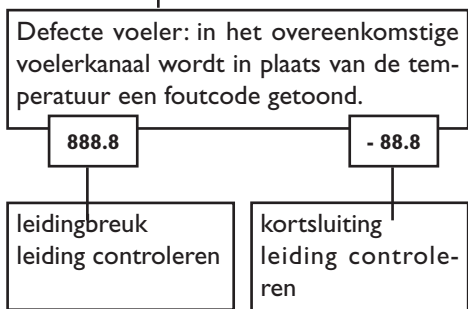 Defecte voeler: in het overeenkomstige
voelerkanaal wordt in plaats van de tem-
peratuur een foutcode getoond.
888.8
- 88.8
leidingbreuk
leiding controleren
kortsluiting
leiding controle-
ren